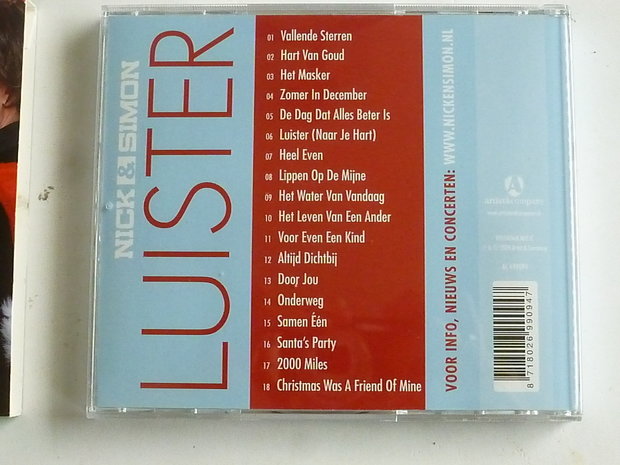 NICK & SIMON
LUISTER
01 Vallende Sterren
02 Hart Van Goud
03 Het Masker
04 Zomer In December
05 De Dag Dat Alles Beter Is
06 Luister (Naar Je Hart)
07 Heel Even
08 Lippen Op De Mijne
09 Het Water Van Vandaag
10 Het Leven Van Een Ander
11 Voor Even Een Kind
12 Altijd Dichtbij
13 Door Jou
14 Onderweg
15 Samen Één
16 Santa's Party
17 2000 Miles
18 Christmas Was A Friend Of Mine
VOOR INFO, NIEUWS EN CONCERTEN: WWW.NICKENSIMON.NL
8 718026 990947